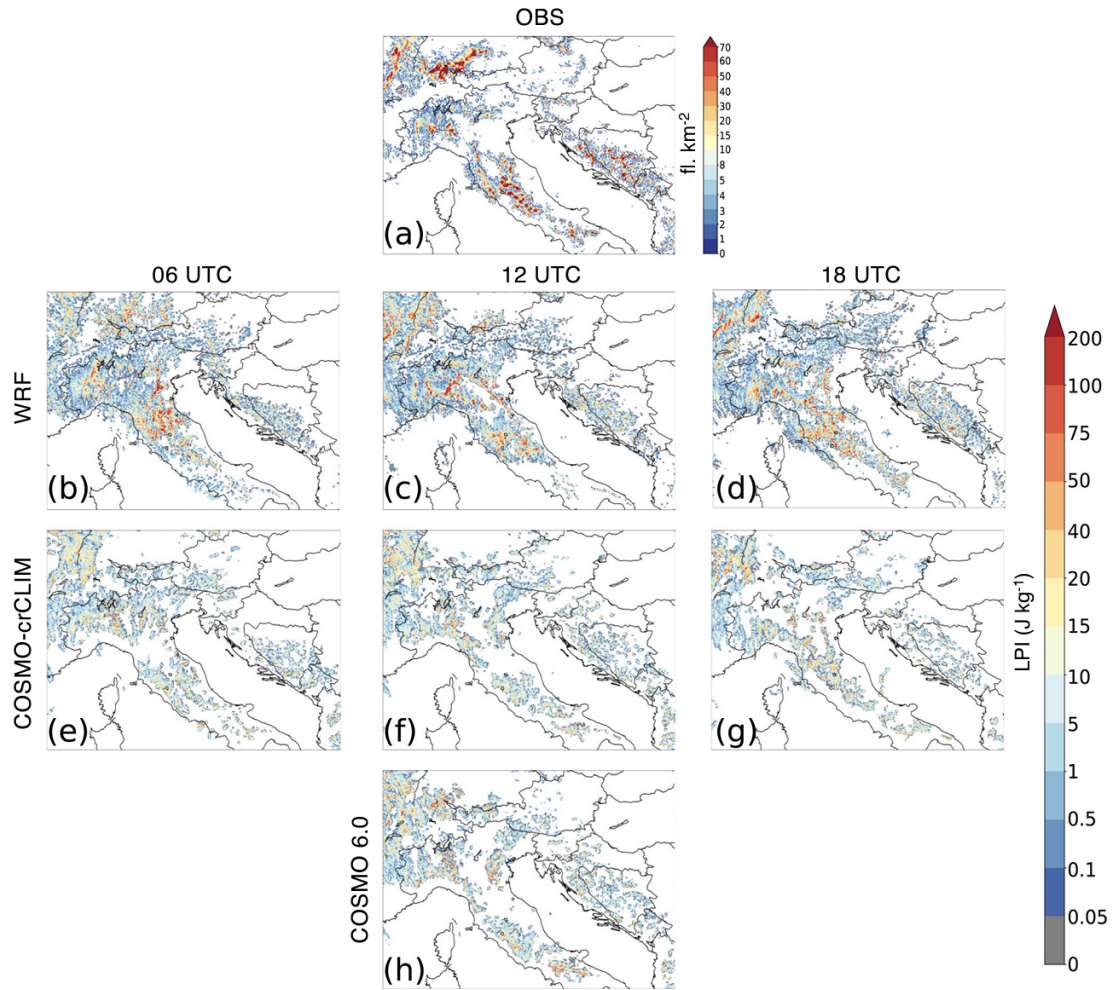 OBS
70
60
50
40
30
20
15
10
8
5
4
3
2
1
0
fl. km-2
(a)
06 UTC
12 UTC
18 UTC
WRF
(b)
(c)
(d)
COSMO-crCLIM
(e)
(f)
(g)
COSMO 6.0
(h)
200
100
75
50
40
20
15
10
5
1
0.5
0.1
0.05
0
LPI (J kg-1)